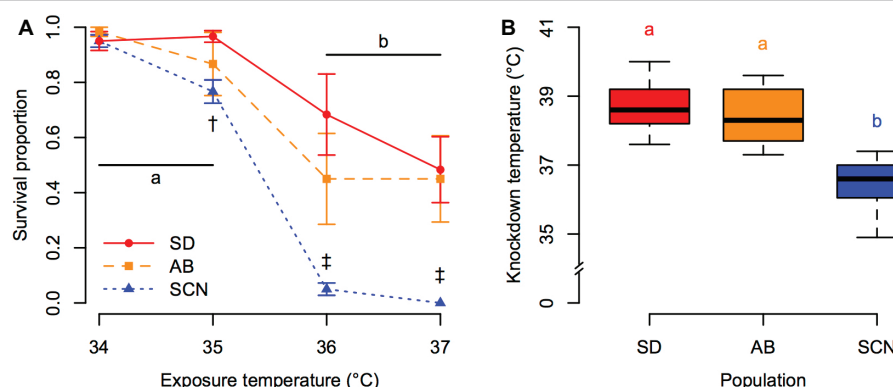 A
Survival proportion
1.0
0.8
0.6
0.4
0.2
0.0
b
†
a
‡
‡
SD
AB
SCN
34 35 36 37
Exposure temperature (°C)
B
Knockdown temperature (°C)
41
39
37
35
0
a
a
b
SD AB SCN
Population